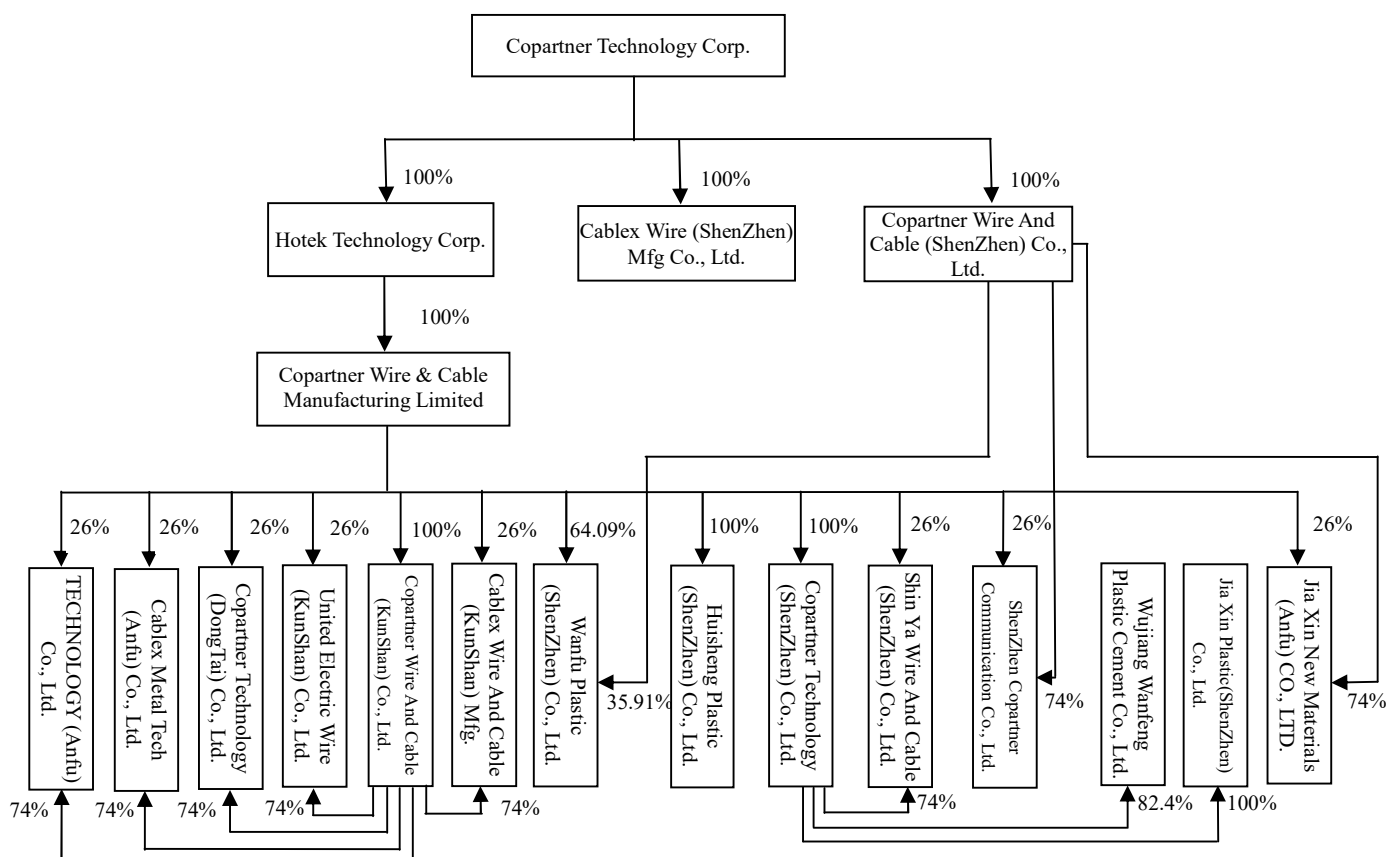 Copartner Technology Corp.
100%
100%
100%
Hotek Technology Corp.
Cablex Wire (ShenZhen)
Mfg Co., Ltd.
Copartner Wire And
Cable (ShenZhen) Co.,
Ltd.
100%
Copartner Wire & Cable
Manufacturing Limited
26%
26%
26%
26%
100%
26%
64.09%
100%
100%
26%
26%
26%
TECHNOLOGY (Anfu)
Co., Ltd.
Cablex Metal Tech
(Anfu) Co., Ltd.
Copartner Technology
(DongTai) Co., Ltd.
United Electric Wire
(KunShan) Co., Ltd.
Copartner Wire And Cable
(KunShan) Co., Ltd.
Cablex Wire And Cable
(KunShan) Mfg.
Wanfu Plastic
(ShenZhen) Co., Ltd.
35.91%
Huisheng Plastic
(ShenZhen) Co., Ltd.
Copartner Technology
(ShenZhen) Co., Ltd.
Shin Ya Wire And Cable
(ShenZhen) Co., Ltd.
ShenZhen Copartner
Communication Co., Ltd.
74%
Wujiang Wanfeng
Plastic Cement Co., Ltd.
Jia Xin Plastic(ShenZhen)
Co., Ltd.
Jia Xin New Materials
(Anfu) CO., LTD.
74%
74%
74%
74%
74%
74%
74%
82.4%
100%